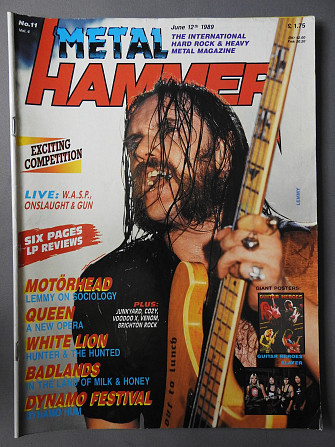 No.11
Vol. 4
METAL
HAMMER
June 12th 1989
THE INTERNATIONAL
HARD ROCK & HEAVY
METAL MAGAZINE
£ 1.75
EXCITING
COMPETITION
LIVE: W.A.S.P.,
ONSLAUGHT & GUN
SIX PAGES
LP REVIEWS
MOTÖRHEAD
LEMMY ON SOCIOLOGY
QUEEN
A NEW OPERA
WHITE LION
HUNTER & THE HUNTED
BADLANDS
IN THE LAND OF MILK & HONEY
DYNAMO FESTIVAL
PLUS:
JUNKYARD, COZY,
VOODOO X, VENOM,
BRIGHTON ROCK
LEMMY
GIANT POSTERS:
GUITAR HEROES
GUITAR HEROES